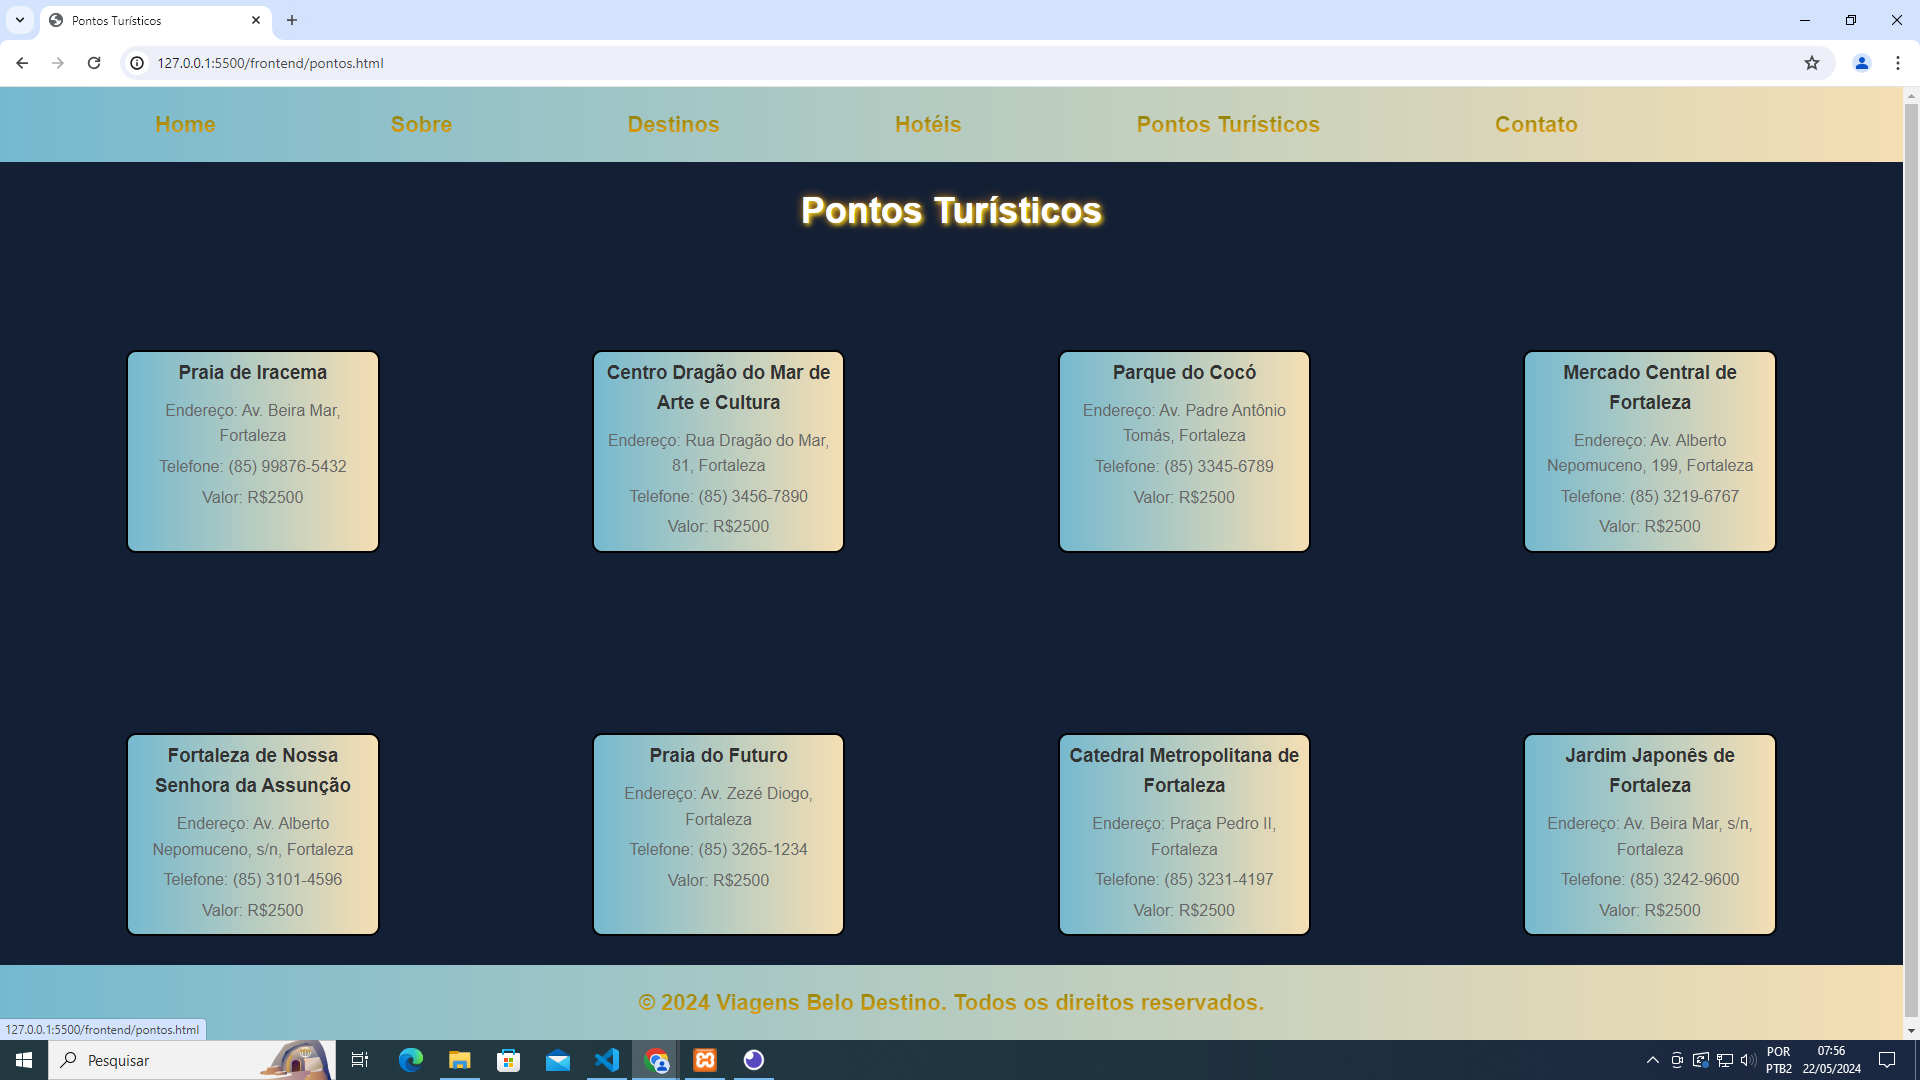 Pontos Turísticos
127.0.0.1:5500/frontend/pontos.html
Home
Sobre
Destinos
Hotéis
Pontos Turísticos
Contato
Pontos Turísticos
Praia de Iracema
Endereço: Av. Beira Mar,
Fortaleza
Telefone: (85) 99876-5432
Valor: R$2500
Centro Dragão do Mar de
Arte e Cultura
Endereço: Rua Dragão do Mar,
81, Fortaleza
Telefone: (85) 3456-7890
Valor: R$2500
Parque do Cocó
Endereço: Av. Padre Antônio
Tomás, Fortaleza
Telefone: (85) 3345-6789
Valor: R$2500
Mercado Central de
Fortaleza
Endereço: Av. Alberto
Nepomuceno, 199, Fortaleza
Telefone: (85) 3219-6767
Valor: R$2500
Fortaleza de Nossa
Senhora da Assunção
Endereço: Av. Alberto
Nepomuceno, s/n, Fortaleza
Telefone: (85) 3101-4596
Valor: R$2500
Praia do Futuro
Endereço: Av. Zezé Diogo,
Fortaleza
Telefone: (85) 3265-1234
Valor: R$2500
Catedral Metropolitana de
Fortaleza
Endereço: Praça Pedro II,
Fortaleza
Telefone: (85) 3231-4197
Valor: R$2500
Jardim Japonês de
Fortaleza
Endereço: Av. Beira Mar, s/n,
Fortaleza
Telefone: (85) 3242-9600
Valor: R$2500
© 2024 Viagens Belo Destino. Todos os direitos reservados.
127.0.0.1:5500/frontend/pontos.html
Pesquisar
POR
PTB2
07:56
22/05/2024